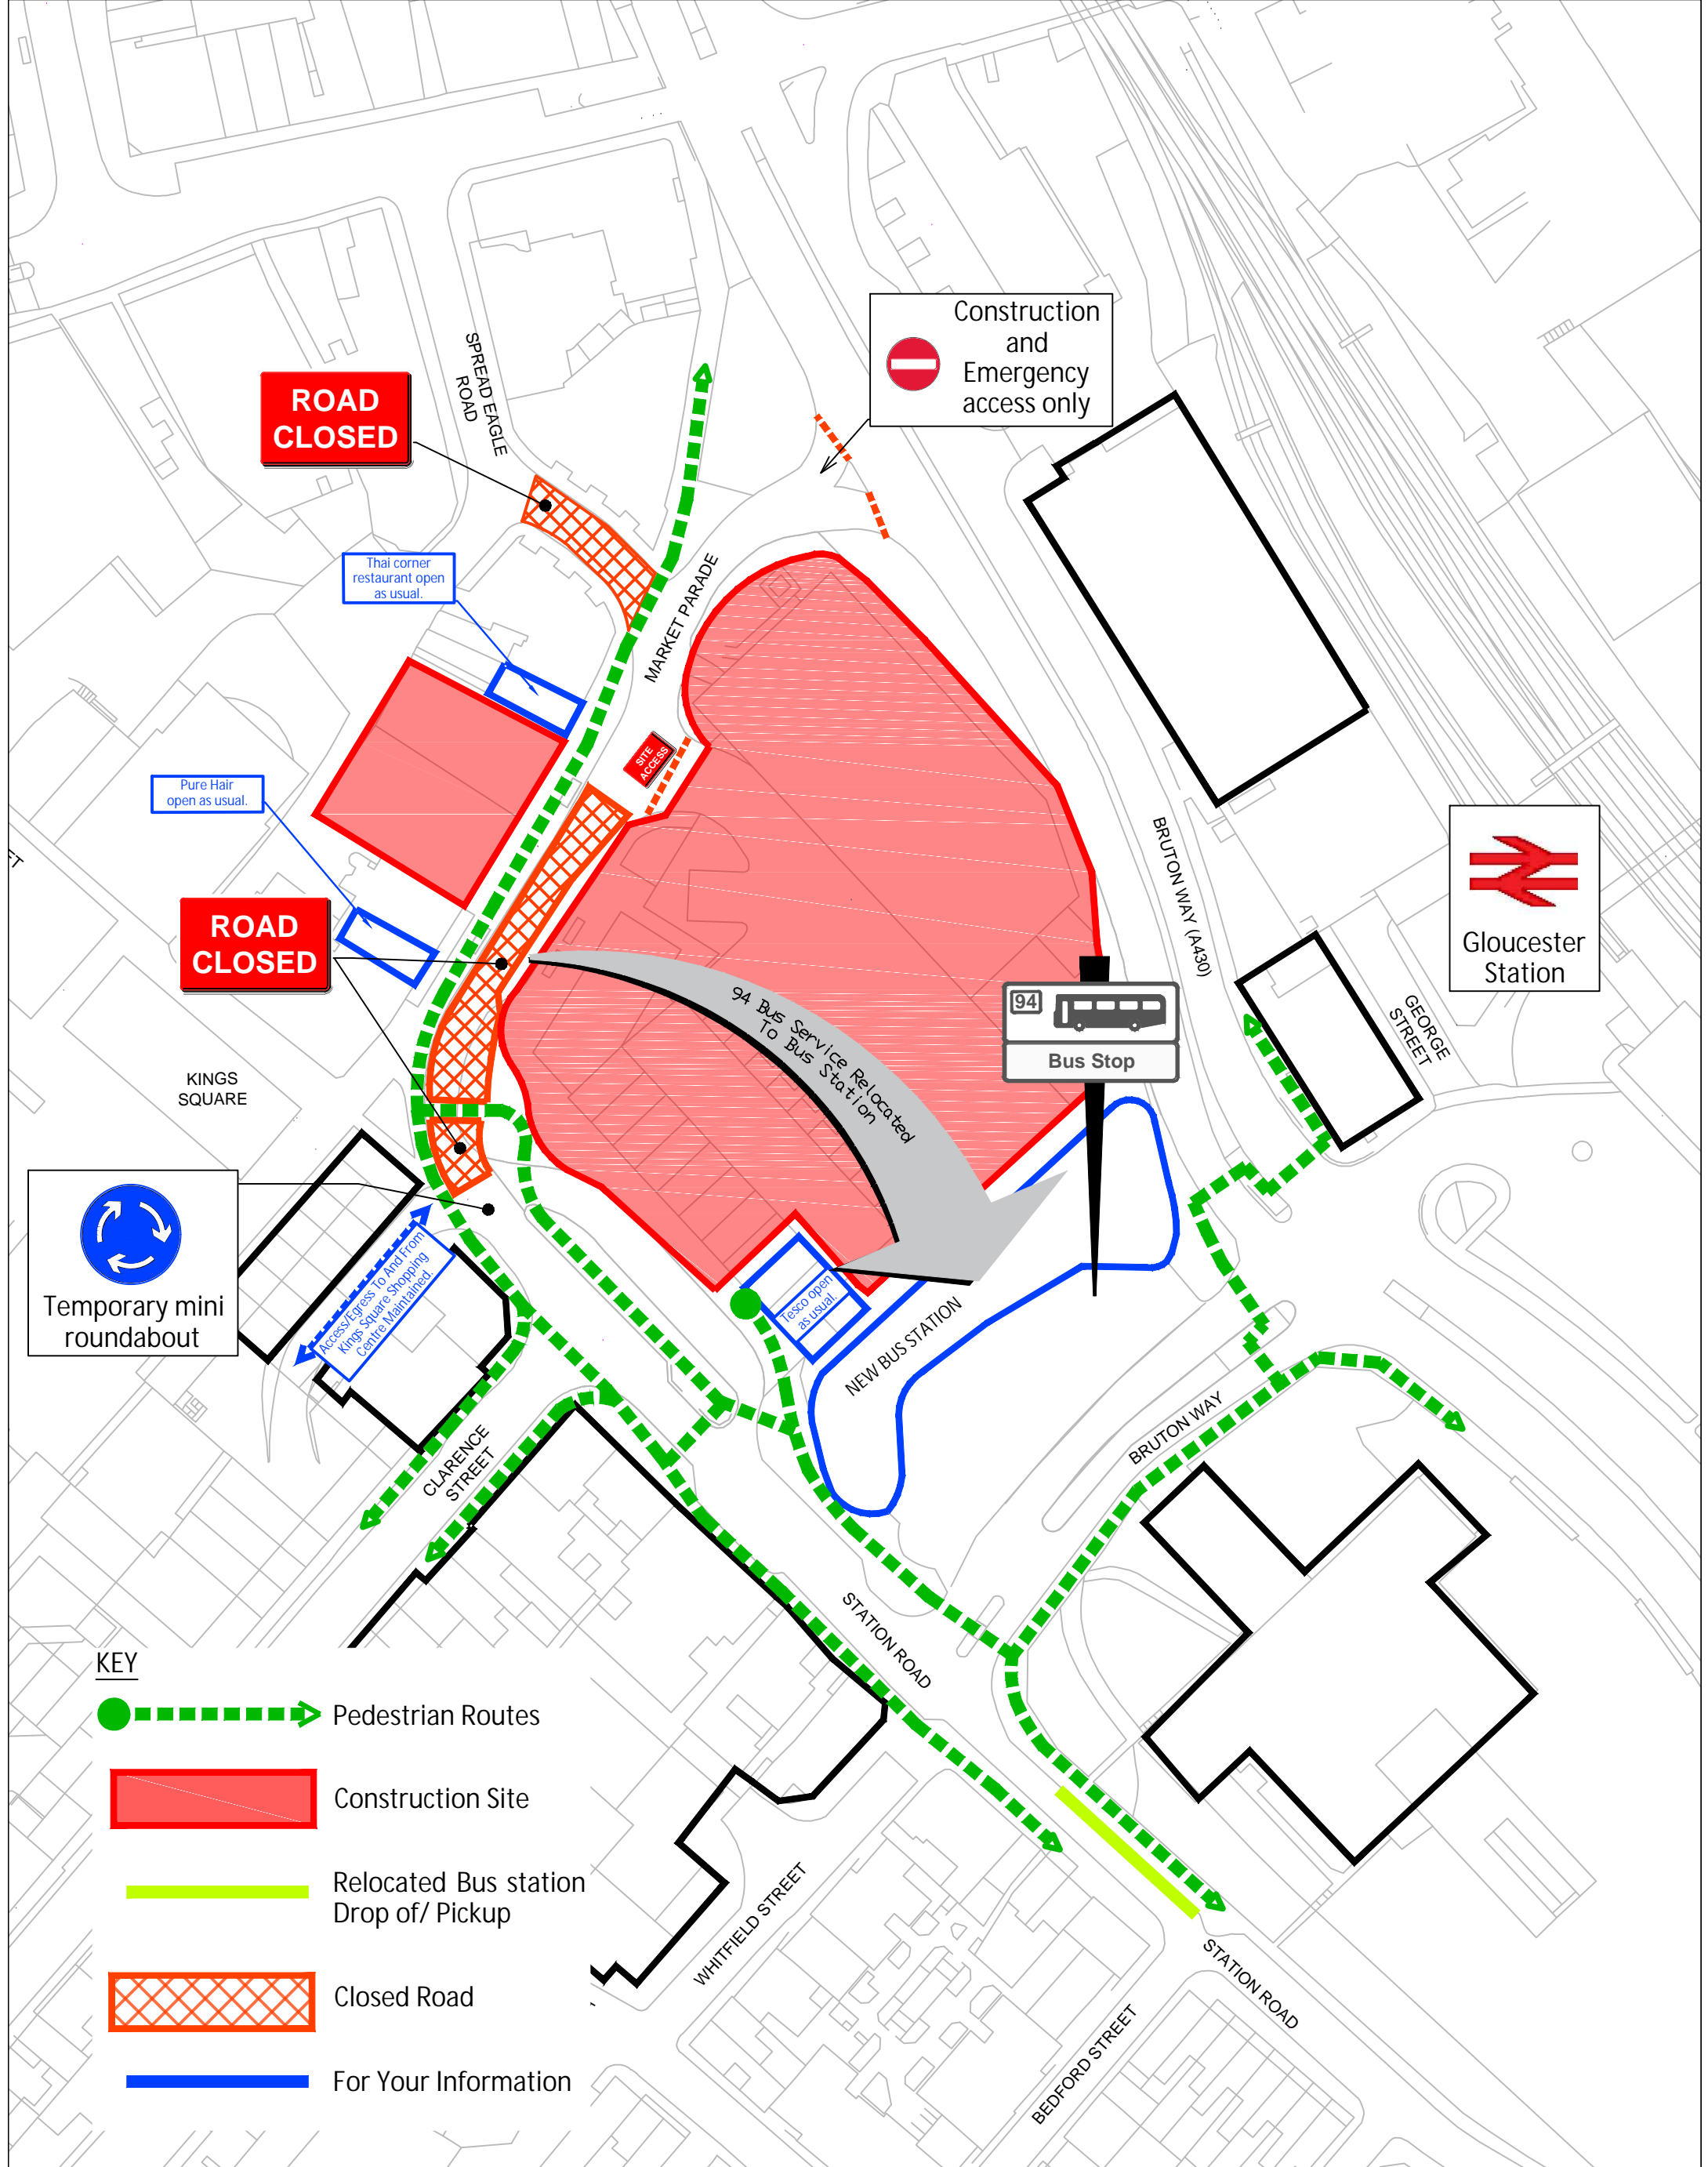 Construction
and
Emergency
access only
SPREAD EAGLE
ROAD
ROAD
CLOSED
Thai corner
restaurant open
as usual.
MARKET PARADE
SITE
ACCESS
Pure Hair
open as usual.
BRUTON WAY (A430)
Gloucester
Station
ROAD
CLOSED
94 Bus Service Relocated
To Bus Station
94
Bus Stop
GEORGE
STREET
KINGS
SQUARE
Temporary mini
roundabout
Access/Egress To And From
Kings Square Shopping
Centre Maintained.
Tesco open
as usual.
NEW BUS STATION
BRUTON WAY
CLARENCE
STREET
STATION ROAD
WHITFIELD STREET
STATION ROAD
BEDFORD STREET
KEY
Pedestrian Routes
Construction Site
Relocated Bus station
Drop of/ Pickup
Closed Road
For Your Information